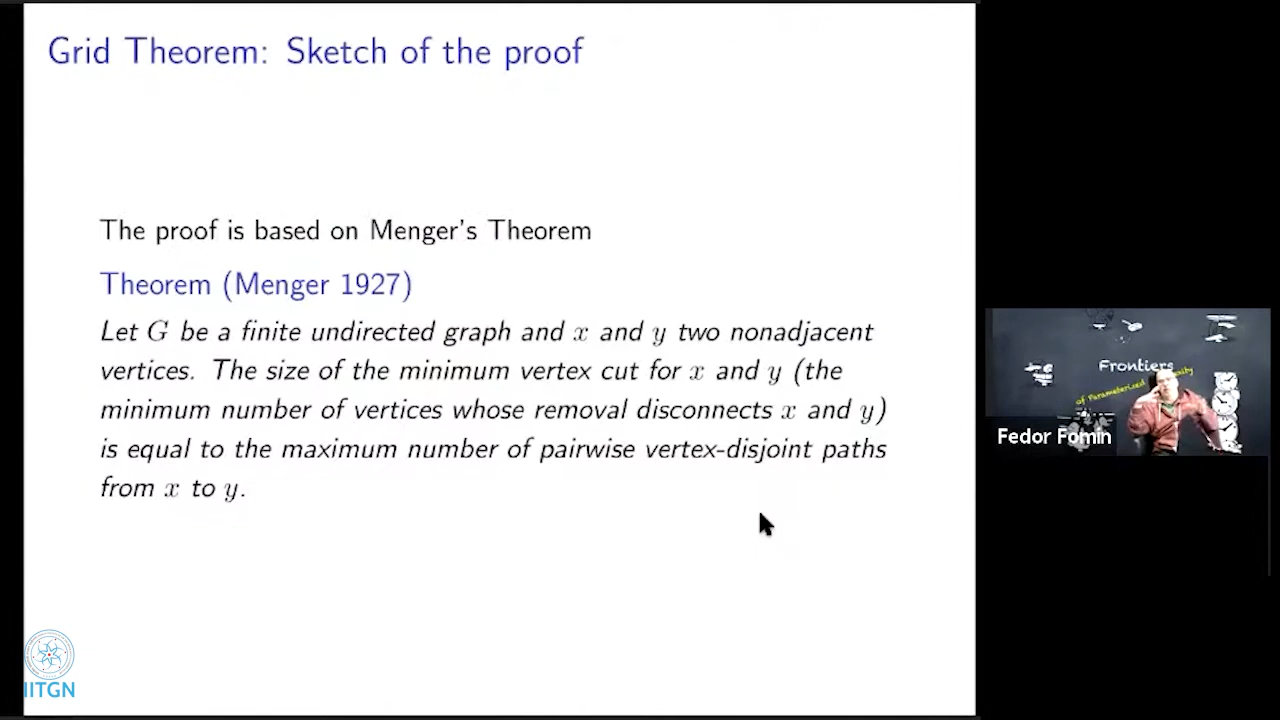 Grid Theorem: Sketch of the proof
The proof is based on Menger's Theorem
Theorem (Menger 1927)
Let G be a finite undirected graph and x and y two nonadjacent
vertices. The size of the minimum vertex cut for x and y (the
minimum number of vertices whose removal disconnects x and y)
is equal to the maximum number of pairwise vertex-disjoint paths
from x to y.
Frontiers
of Parameterized
Fedor Fomin
IITGN